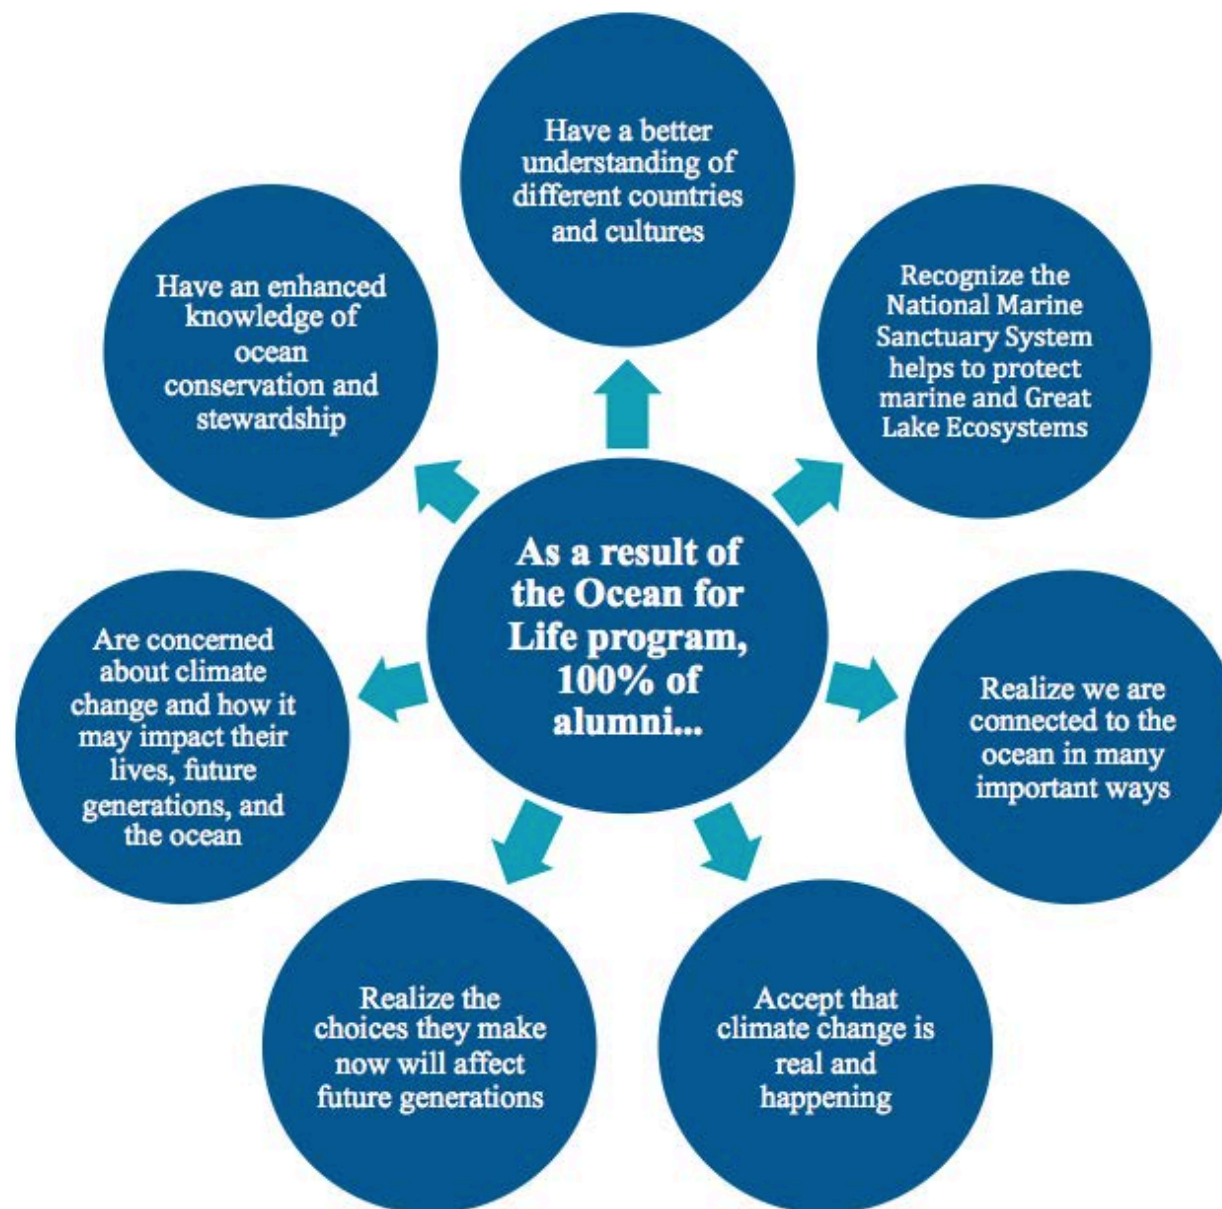 Have a better
understanding of
different countries
and cultures
Recognize the
National Marine
Sanctuary System
helps to protect
marine and Great
Lake Ecosystems
Realize we are
connected to the
ocean in many
important ways
Accept that
climate change is
real and
happening
Realize the
choices they make
now will affect
future generations
Are concerned
about climate
change and how it
may impact their
lives, future
generations, and
the ocean
Have an enhanced
knowledge of
ocean
conservation and
stewardship
As a result of
the Ocean for
Life program,
100% of
alumni...